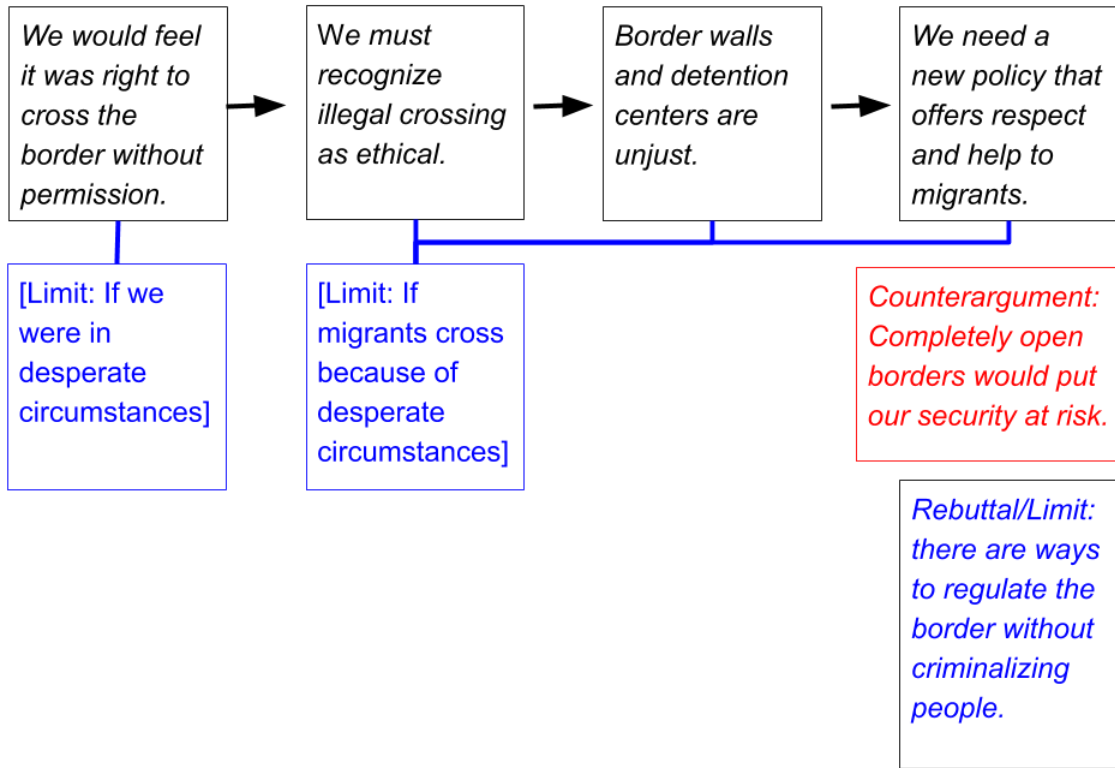 We would feel
it was right to
cross the
border without
permission.
We must
recognize
illegal crossing
as ethical.
Border walls
and detention
centers are
unjust.
We need a
new policy that
offers respect
and help to
migrants.
[Limit: If we
were in
desperate
circumstances]
[Limit: If
migrants cross
because of
desperate
circumstances]
Counterargument:
Completely open
borders would put
our security at risk.
Rebuttal/Limit:
there are ways
to regulate the
border without
criminalizing
people.